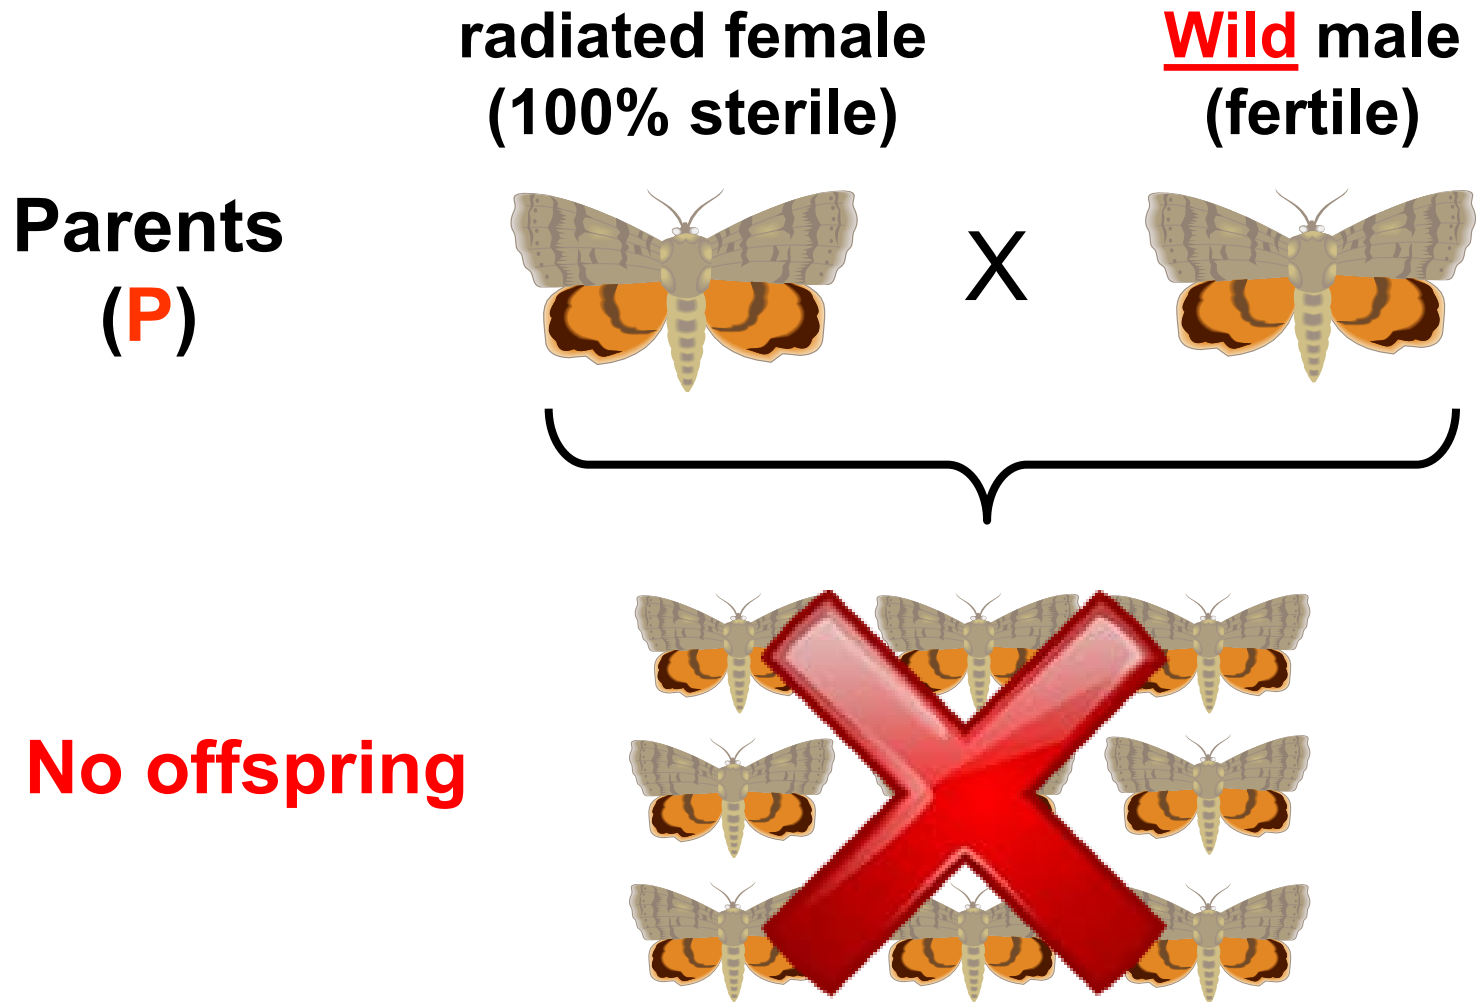 radiated female
(100% sterile)
Wild male
(fertile)
Parents
(P)
X
No offspring